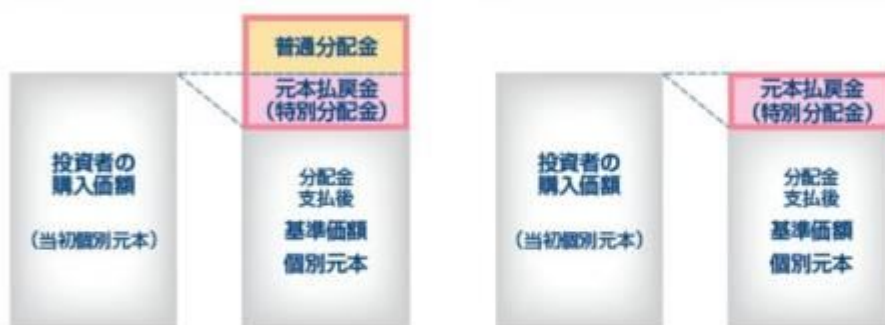 普通分配金
元本払戻金
(特別分配金)
投資者の
購入価額
(当初個別元本)
分配金
支払後
基準価額
個別元本
元本払戻金
(特別分配金)
投資者の
購入価額
(当初個別元本)
分配金
支払後
基準価額
個別元本